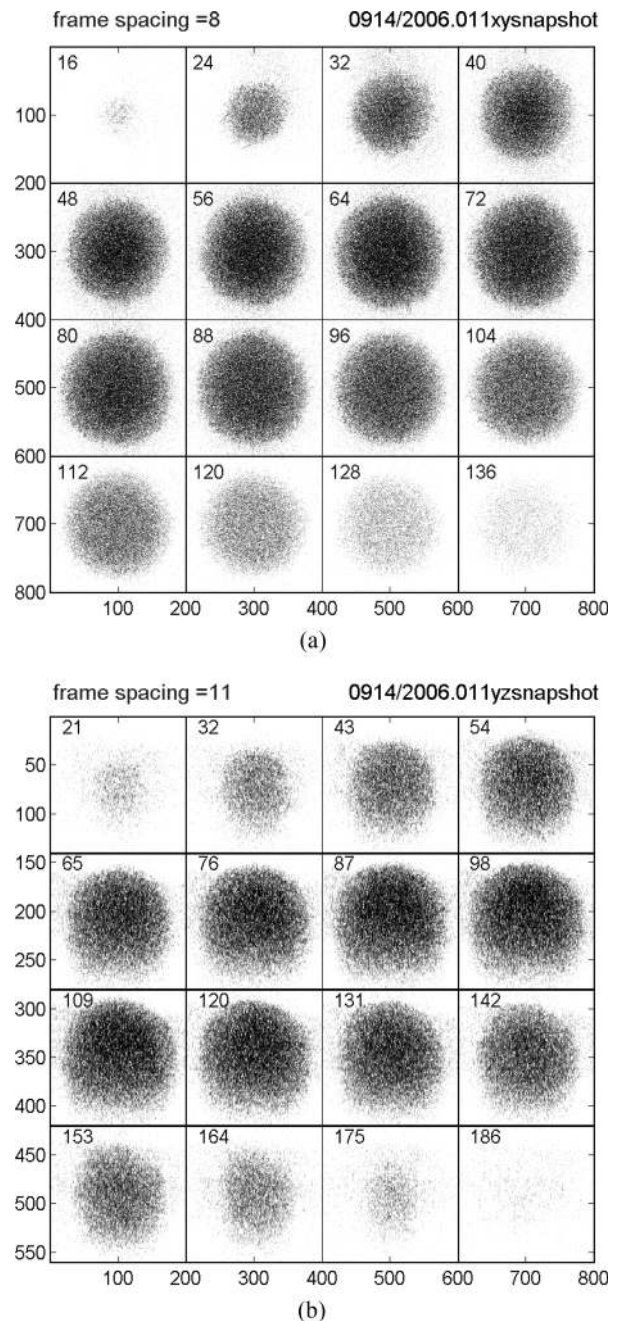 frame spacing =8 0914/2006.011xysnapshot
16 24 32 40
100
200
48 56 64 72
300
400
80 88 96 104
500
600
112 120 128 136
700
800
100 200 300 400 500 600 700 800
(a)
frame spacing =11 0914/2006.011yzsnapshot
21 32 43 54
50
100
150
65 76 87 98
200
250
300
109 120 131 142
350
400
153 164 175 186
450
500
550
100 200 300 400 500 600 700 800
(b)